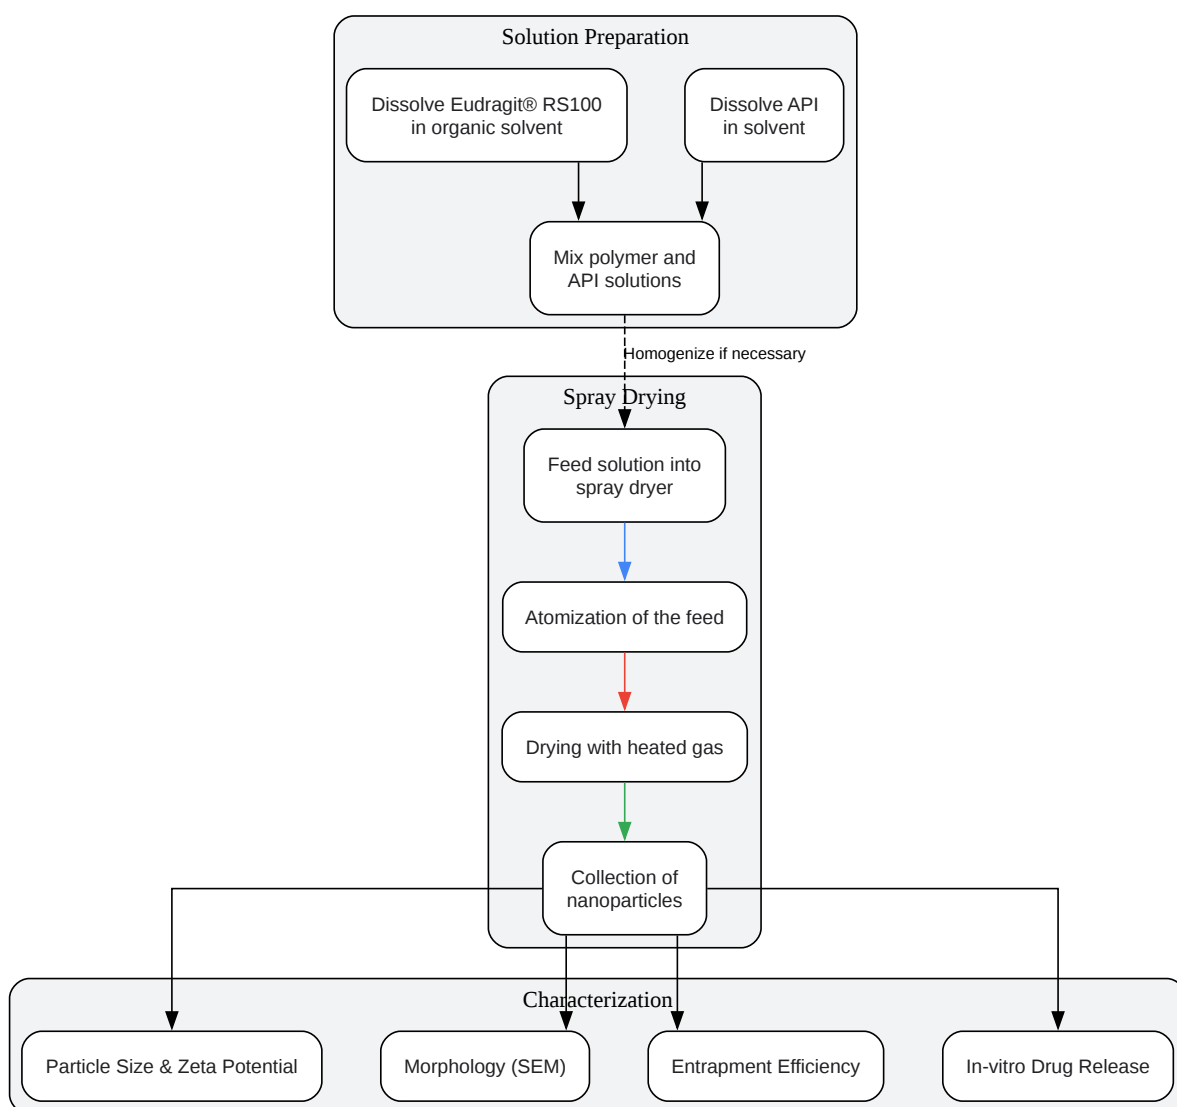 Solution Preparation
Dissolve Eudragit® RS100
in organic solvent
Dissolve API
in solvent
Mix polymer and
API solutions
Homogenize if necessary
Spray Drying
Feed solution into
spray dryer
Atomization of the feed
Drying with heated gas
Collection of
nanoparticles
Characterization
Particle Size & Zeta Potential
Morphology (SEM)
Entrapment Efficiency
In-vitro Drug Release